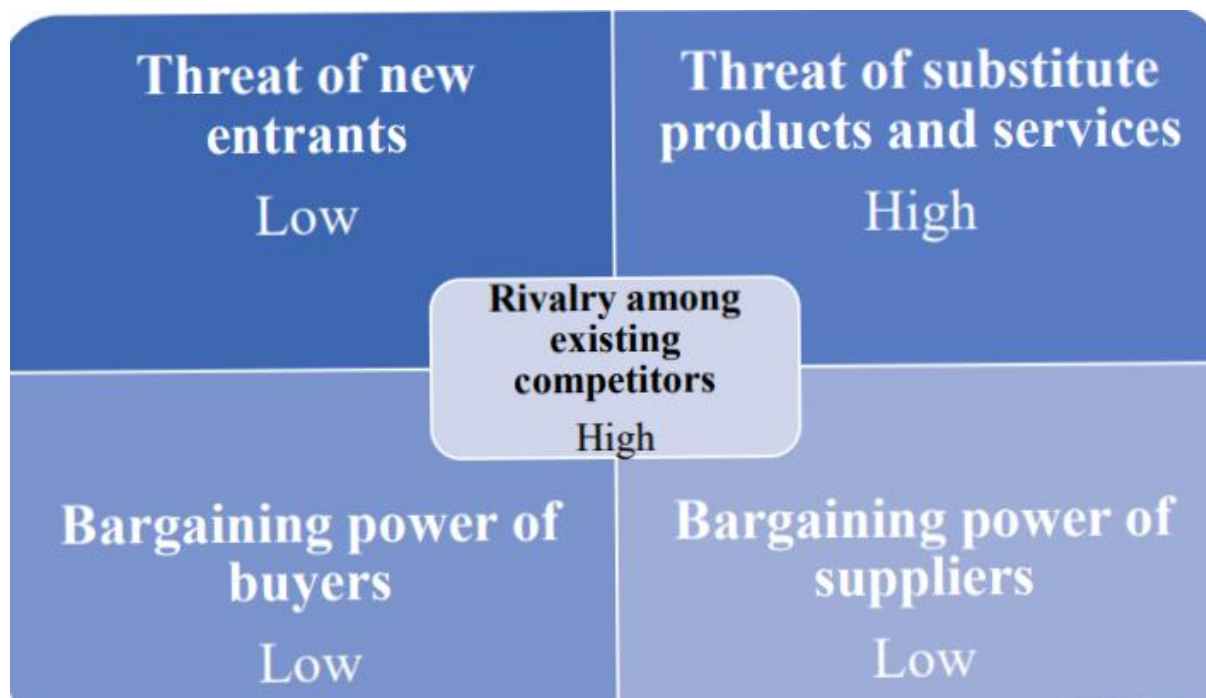 Threat of new
entrants
Low
Threat of substitute
products and services
High
Rivalry among
existing
competitors
High
Bargaining power of
buyers
Low
Bargaining power of
suppliers
Low